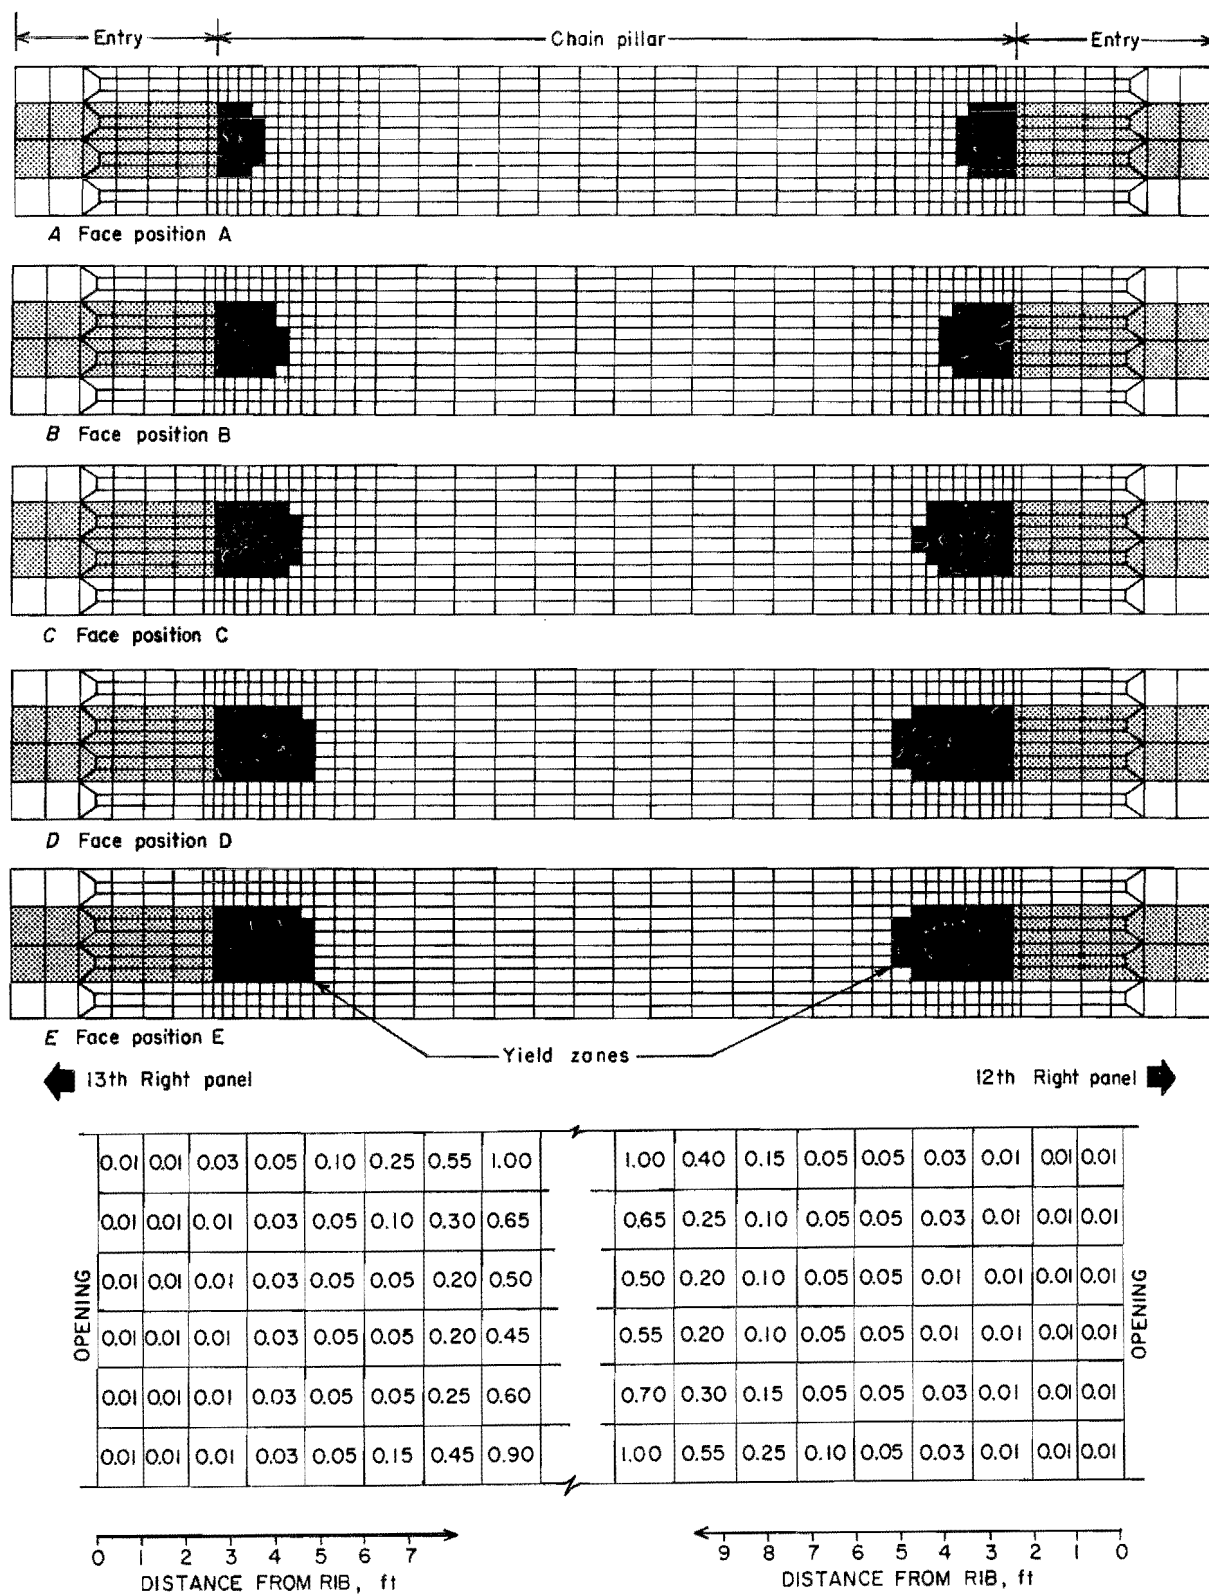 Entry Chain pillar Entry
A Face position A
B Face position B
C Face position C
D Face position D
E Face position E
Yield zanes
13th Right panel 12th Right panel
0.01 0.01 0.03 0.05 0.10 0.25 0.55 1.00 1.00 0.40 0.15 0.05 0.05 0.03 0.01 0.01 0.01
0.01 0.01 0.01 0.03 0.05 0.10 0.30 0.65 0.65 0.25 0.10 0.05 0.05 0.03 0.01 0.01 0.01
0.01 0.01 0.01 0.03 0.05 0.05 0.20 0.50 0.50 0.20 0.10 0.05 0.05 0.01 0.01 0.01 0.01
0.01 0.01 0.01 0.03 0.05 0.05 0.20 0.45 0.55 0.20 0.10 0.05 0.05 0.01 0.01 0.01 0.01
0.01 0.01 0.01 0.03 0.05 0.05 0.25 0.60 0.70 0.30 0.15 0.05 0.05 0.03 0.01 0.01 0.01
0.01 0.01 0.01 0.03 0.05 0.15 0.45 0.90 1.00 0.55 0.25 0.10 0.05 0.03 0.01 0.01 0.01
OPENING OPENING
0 1 2 3 4 5 6 7 9 8 7 6 5 4 3 2 1 0
DISTANCE FROM RIB, ft DISTANCE FROM RIB, ft